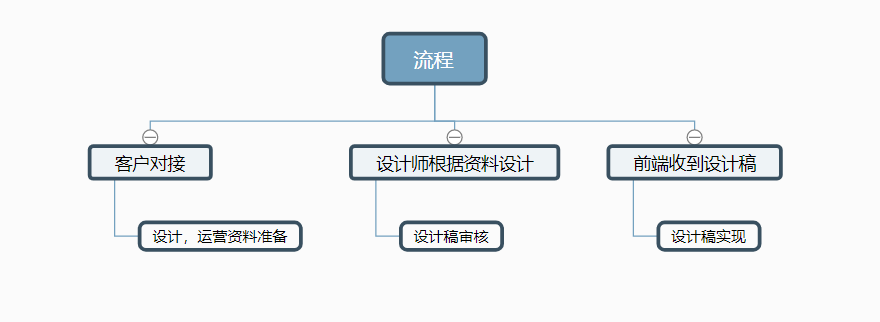 流程
客户对接
设计师根据资料设计
前端收到设计稿
设计，运营资料准备
设计稿审核
设计稿实现